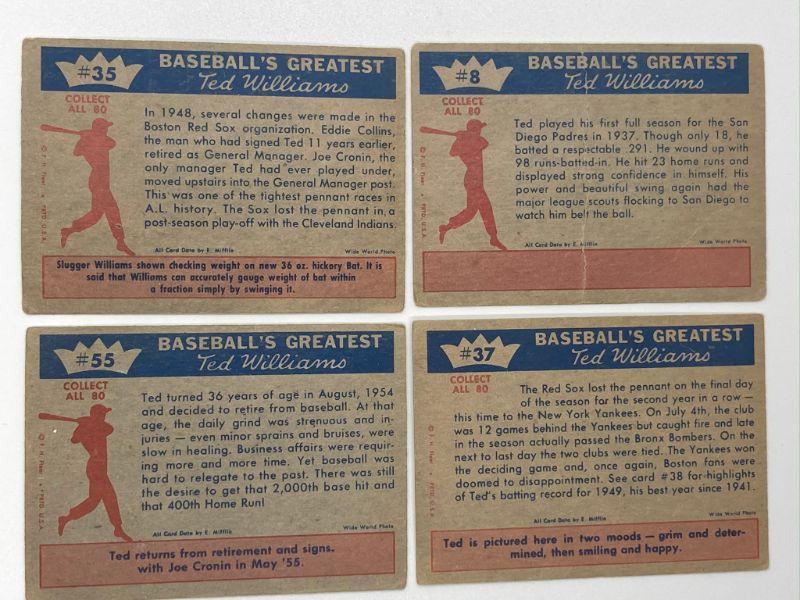 #35
BASEBALL'S GREATEST
Ted Williams
COLLECT
ALL 80
In 1948, several changes were made in the
Boston Red Sox organization. Eddie Collins,
the man who had signed Ted 11 years earlier,
retired as General Manager. Joe Cronin, the
only manager Ted had ever played under,
moved upstairs into the General Manager post.
This was one of the tightest pennant races in
A.L. history. The Sox lost the pennant in a
post-season play-off with the Cleveland Indians.
© F. H. Fleer • PRTD. U.S.A.
All Card Data by E. Mifflin
Wide World Photo
Slugger Williams shown checking weight on new 36 oz. hickory Bat. It is
said that Williams can accurately gauge weight of bat within
a fraction simply by swinging it.
#8
BASEBALL'S GREATEST
Ted Williams
COLLECT
ALL 80
Ted played his first full season for the San
Diego Padres in 1937. Though only 18, he
batted a respectable .291. He wound up with
98 runs-batted-in. He hit 23 home runs and
displayed strong confidence in himself. His
power and beautiful swing again had the
major league scouts flocking to San Diego to
watch him belt the ball.
© F. H. Fleer • PRTD. U.S.A.
All Card Data by E. Mifflin
Wide World Photo
#55
BASEBALL'S GREATEST
Ted Williams
COLLECT
ALL 80
Ted turned 36 years of age in August, 1954
and decided to retire from baseball. At that
age, the daily grind was strenuous and in-
juries — even minor sprains and bruises, were
slow in healing. Business affairs were requir-
ing more and more time. Yet baseball was
hard to relegate to the past. There was still
the desire to get that 2,000th base hit and
that 400th Home Run!
© F. H. Fleer • PRTD. U.S.A.
All Card Data by E. Mifflin
Wide World Photo
Ted returns from retirement and signs.
with Joe Cronin in May '55.
#37
BASEBALL'S GREATEST
Ted Williams
COLLECT
ALL 80
The Red Sox lost the pennant on the final day
of the season for the second year in a row —
this time to the New York Yankees. On July 4th, the club
was 12 games behind the Yankees but caught fire and late
in the season actually passed the Bronx Bombers. On the
next to last day the two clubs were tied. The Yankees won
the deciding game and, once again, Boston fans were
doomed to disappointment. See card #38 for highlights
of Ted's batting record for 1949, his best year since 1941.
© F. H. Fleer • PRTD. U.S.A.
All Card Data by E. Mifflin
Wide World Photo
Ted is pictured here in two moods — grim and deter-
mined, then smiling and happy.